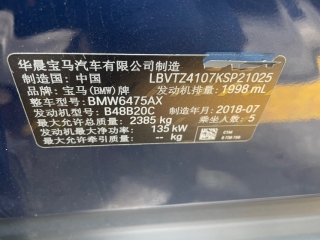 华晨宝马汽车有限公司制造
制造国：中国 LBVTZ4107KSP21025
品牌：宝马(BMW)牌 发动机排量：1998 mL
整车型号：BMW6475AX
发动机型号：B48B20C 制造年月：2018-07
最大允许总质量：2385 kg 乘坐人数：5
发动机最大净功率：135 kW
最大允许牵引质量：-- kg